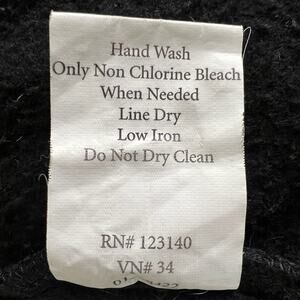 Hand Wash
Only Non Chlorine Bleach
When Needed
Line Dry
Low Iron
Do Not Dry Clean
RN# 123140
VN# 34